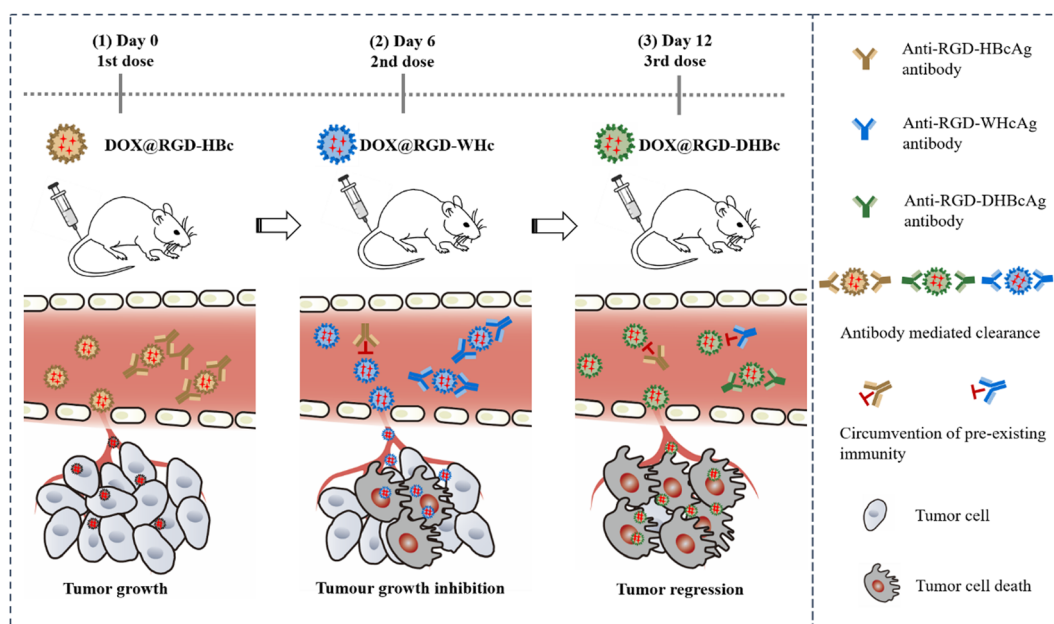 (1) Day 0
1st dose
(2) Day 6
2nd dose
(3) Day 12
3rd dose
DOX@RGD-HBc
DOX@RGD-WHc
DOX@RGD-DHBc
Tumor growth
Tumour growth inhibition
Tumor regression
Anti-RGD-HBcAg
antibody
Anti-RGD-WHcAg
antibody
Anti-RGD-DHBcAg
antibody
Antibody mediated clearance
Circumvention of pre-existing
immunity
Tumor cell
Tumor cell death